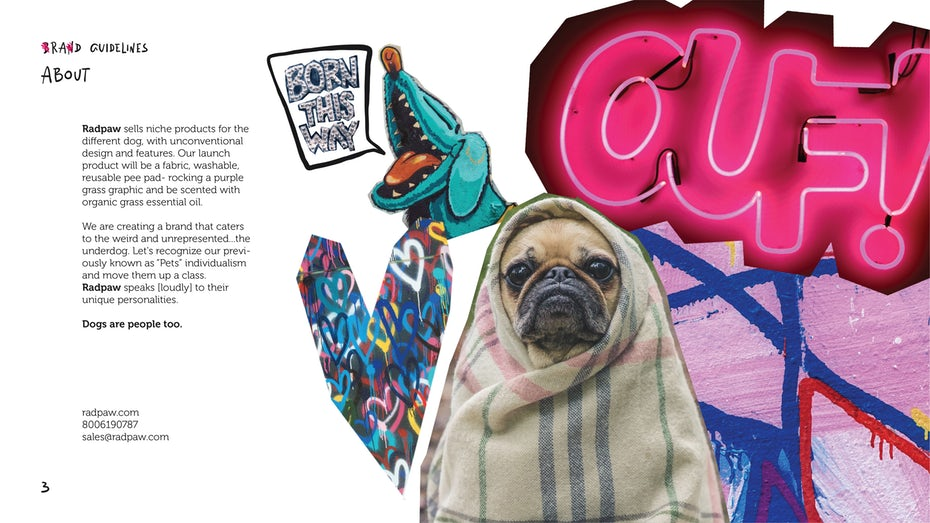 BRAND GUIDELINES
ABOUT
Radpaw sells niche products for the
different dog, with unconventional
design and features. Our launch
product will be a fabric, washable,
reusable pee pad- rocking a purple
grass graphic and be scented with
organic grass essential oil.
We are creating a brand that caters
to the weird and unrepresented...the
underdog. Let's recognize our previ-
ously known as "Pets" individualism
and move them up a class.
Radpaw speaks [loudly] to their
unique personalities.
Dogs are people too.
radpaw.com
8006190787
sales@radpaw.com
3
BORN
THIS
WAY
OUF!